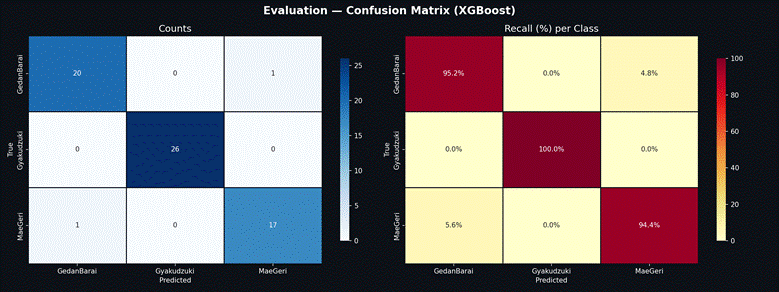 Evaluation — Confusion Matrix (XGBoost)
Counts
GedanBarai
20
0
1
True
Gyakudzuki
0
26
0
MaeGeri
1
0
17
GedanBarai
Gyakudzuki
MaeGeri
Predicted
25
20
15
10
5
0
Recall (%) per Class
GedanBarai
95.2%
0.0%
4.8%
True
Gyakudzuki
0.0%
100.0%
0.0%
MaeGeri
5.6%
0.0%
94.4%
GedanBarai
Gyakudzuki
MaeGeri
Predicted
100
80
60
40
20
0